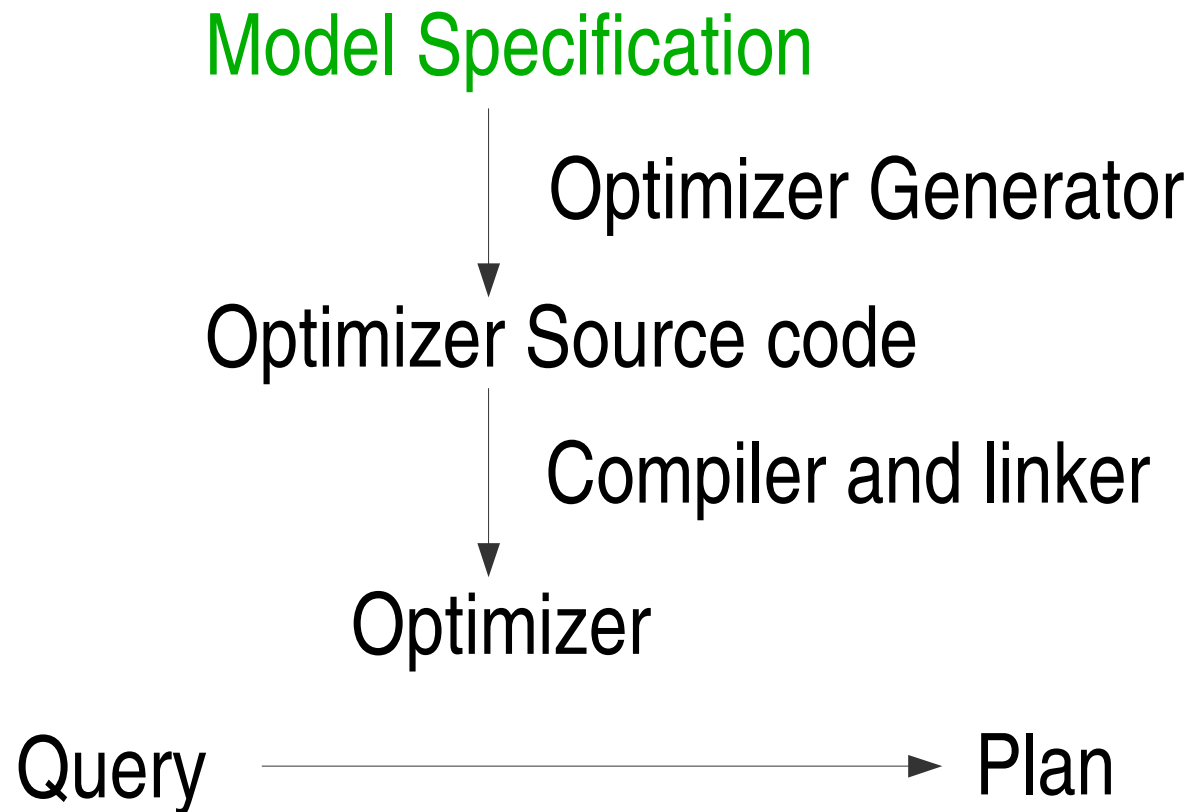 Model Specification
Optimizer Generator
Optimizer Source code
Compiler and linker
Optimizer
Query
Plan